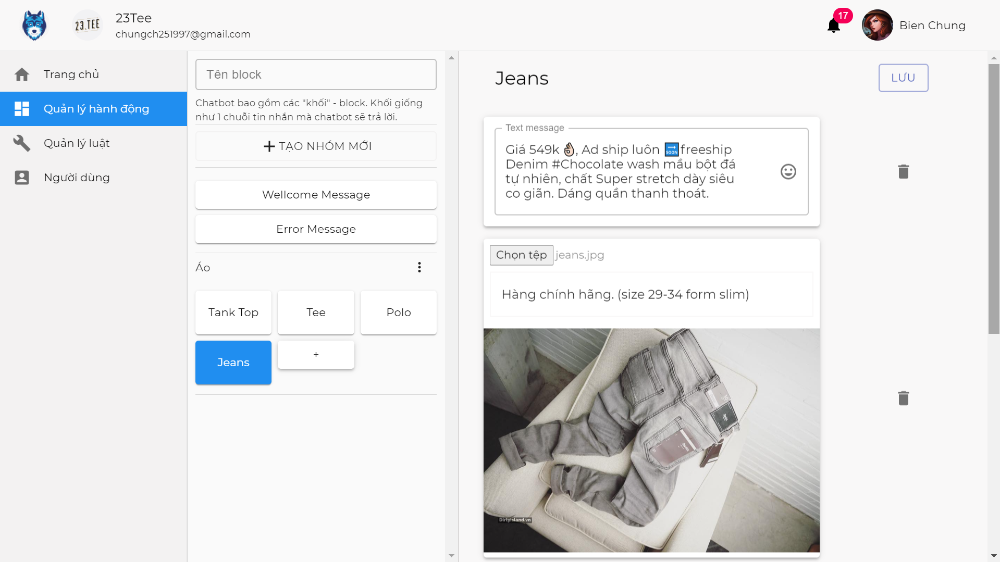 23.TEE
23Tee
chungch251997@gmail.com
17
Bien Chung
Trang chủ
Quản lý hành động
Quản lý luật
Người dùng
Tên block
Chatbot bao gồm các "khối" - block. Khối giống
như 1 chuỗi tin nhắn mà chatbot sẽ trả lời.
+ TẠO NHÓM MỚI
Wellcome Message
Error Message
Áo
Tank Top
Tee
Polo
Jeans
+
Jeans
LƯU
Text message
Giá 549k 👌🏻, Ad ship luôn 🔜freeship
Denim #Chocolate wash mầu bột đá
tự nhiên, chất Super stretch dày siêu
co giãn. Dáng quần thanh thoát.
Chọn tệp jeans.jpg
Hàng chính hãng. (size 29-34 form slim)
DirtyIsland.vn